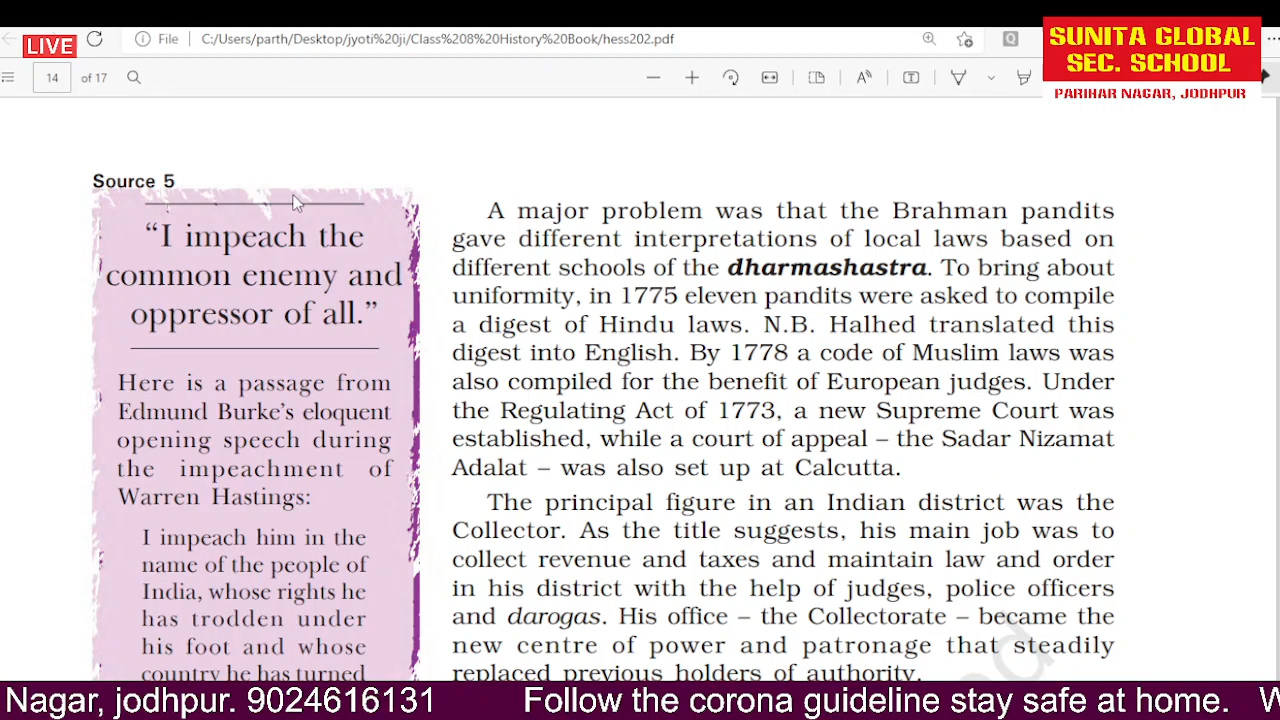 LIVE
File
C:/Users/parth/Desktop/jyoti%20ji/Class%208%20History%20Book/hess202.pdf
SUNITA GLOBAL
SEC. SCHOOL
PARIHAR NAGAR, JODHPUR
14
of 17
Source 5
“I impeach the
common enemy and
oppressor of all.”
Here is a passage from
Edmund Burke’s eloquent
opening speech during
the impeachment of
Warren Hastings:
I impeach him in the
name of the people of
India, whose rights he
has trodden under
his foot and whose
country he has turned
A major problem was that the Brahman pandits
gave different interpretations of local laws based on
different schools of the dharmashastra. To bring about
uniformity, in 1775 eleven pandits were asked to compile
a digest of Hindu laws. N.B. Halhed translated this
digest into English. By 1778 a code of Muslim laws was
also compiled for the benefit of European judges. Under
the Regulating Act of 1773, a new Supreme Court was
established, while a court of appeal – the Sadar Nizamat
Adalat – was also set up at Calcutta.
The principal figure in an Indian district was the
Collector. As the title suggests, his main job was to
collect revenue and taxes and maintain law and order
in his district with the help of judges, police officers
and darogas. His office – the Collectorate – became the
new centre of power and patronage that steadily
replaced previous holders of authority.
Nagar, jodhpur. 9024616131 Follow the corona guideline stay safe at home.